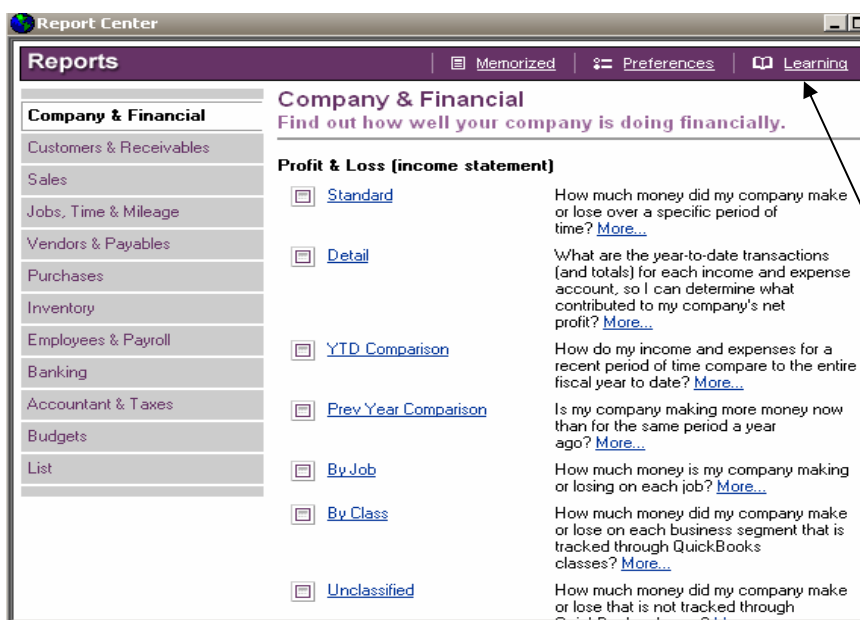 Report Center
Reports
Memorized
Preferences
Learning
Company & Financial
Customers & Receivables
Sales
Jobs, Time & Mileage
Vendors & Payables
Purchases
Inventory
Employees & Payroll
Banking
Accountant & Taxes
Budgets
List
Company & Financial
Find out how well your company is doing financially.
Profit & Loss (income statement)
Standard
How much money did my company make
or lose over a specific period of
time? More...
Detail
What are the year-to-date transactions
(and totals) for each income and expense
account, so I can determine what
contributed to my company's net
profit? More...
YTD Comparison
How do my income and expenses for a
recent period of time compare to the entire
fiscal year to date? More...
Prev Year Comparison
Is my company making more money now
than for the same period a year
ago? More...
By Job
How much money is my company making
or losing on each job? More...
By Class
How much money did my company make
or lose on each business segment that is
tracked through QuickBooks
classes? More...
Unclassified
How much money did my company make
or lose that is not tracked through